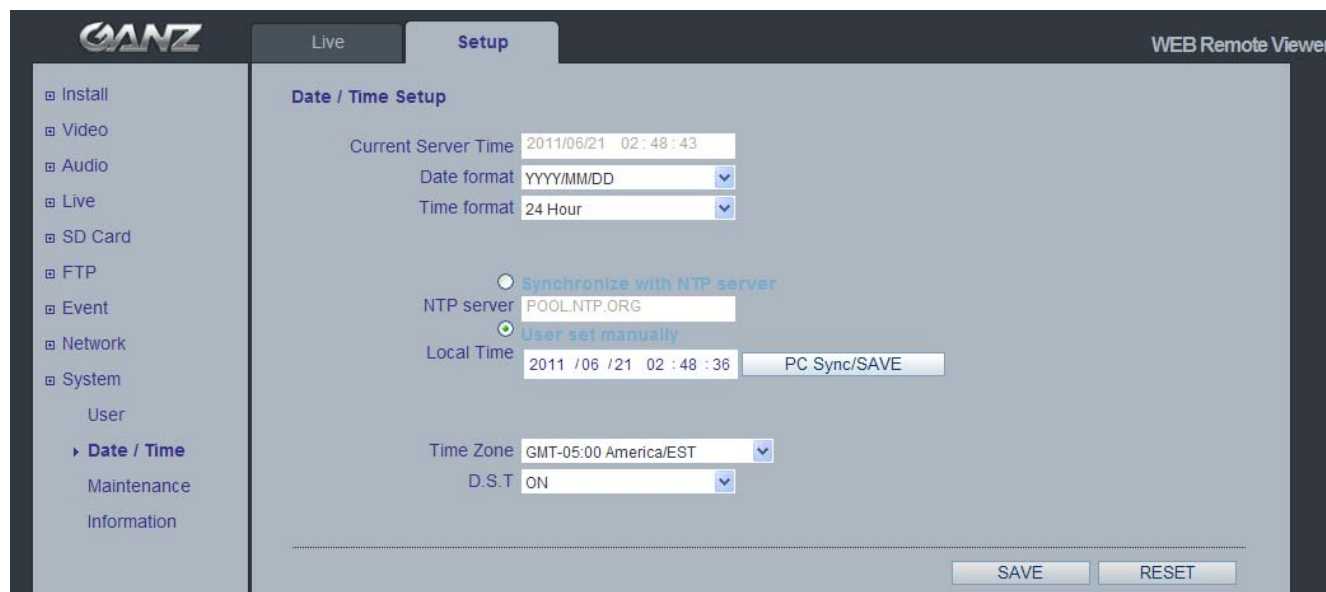 GANZ
Live
Setup
WEB Remote Viewer
Install
Video
Audio
Live
SD Card
FTP
Event
Network
System
User
Date / Time
Maintenance
Information
Date / Time Setup
Current Server Time 2011/06/21 02 : 48 : 43
Date format YYYY/MM/DD
Time format 24 Hour
Synchronize with NTP server
NTP server POOL.NTP.ORG
User set manually
Local Time 2011 / 06 / 21 02 : 48 : 36 PC Sync/SAVE
Time Zone GMT-05:00 America/EST
D.S.T ON
SAVE RESET